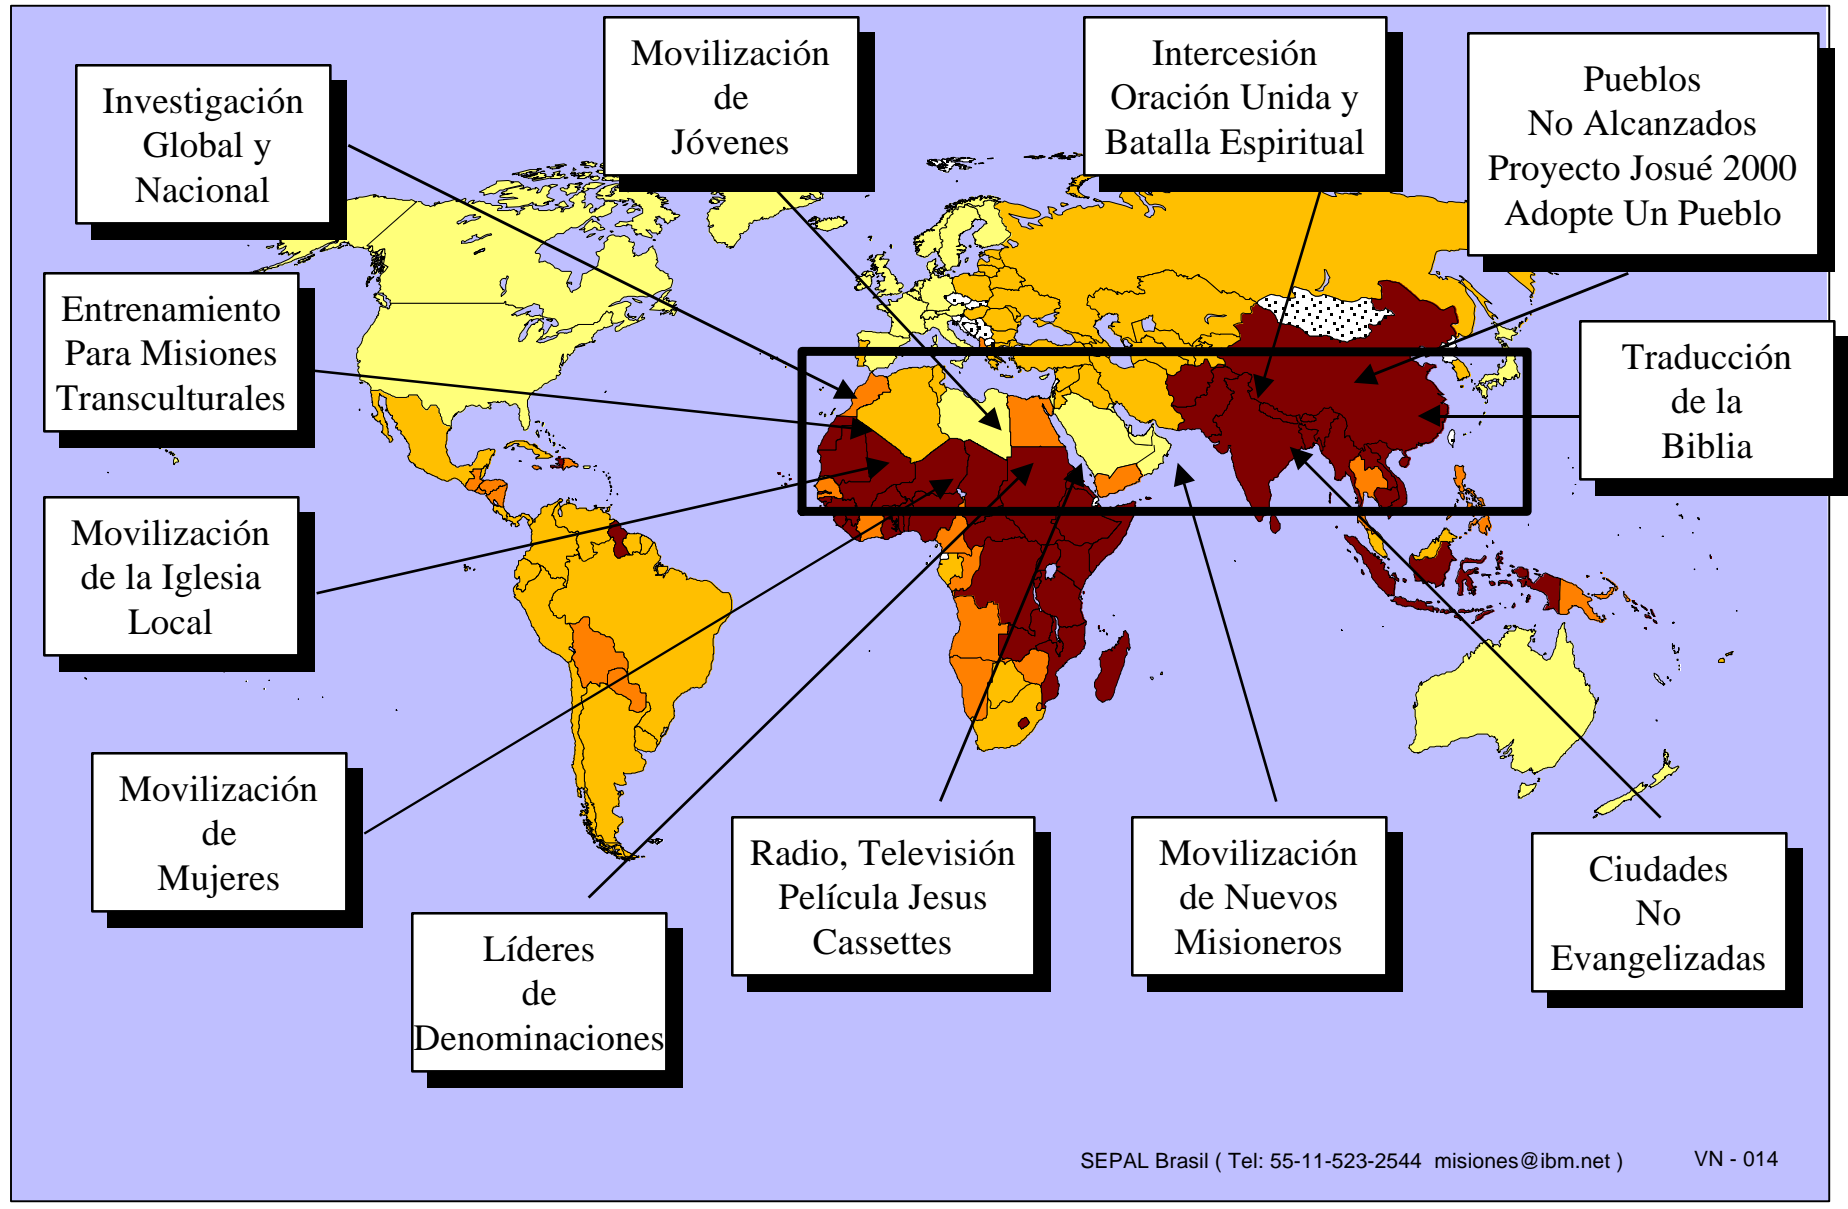 Investigación
Global y
Nacional
Movilización
de
Jóvenes
Intercesión
Oración Unida y
Batalla Espiritual
Pueblos
No Alcanzados
Proyecto Josué 2000
Adopte Un Pueblo
Entrenamiento
Para Misiones
Transculturales
Traducción
de la
Biblia
Movilización
de la Iglesia
Local
Movilización
de
Mujeres
Líderes
de
Denominaciones
Radio, Televisión
Película Jesus
Cassettes
Movilización
de Nuevos
Misioneros
Ciudades
No
Evangelizadas
SEPAL Brasil ( Tel: 55-11-523-2544 misiones@ibm.net )
VN - 014